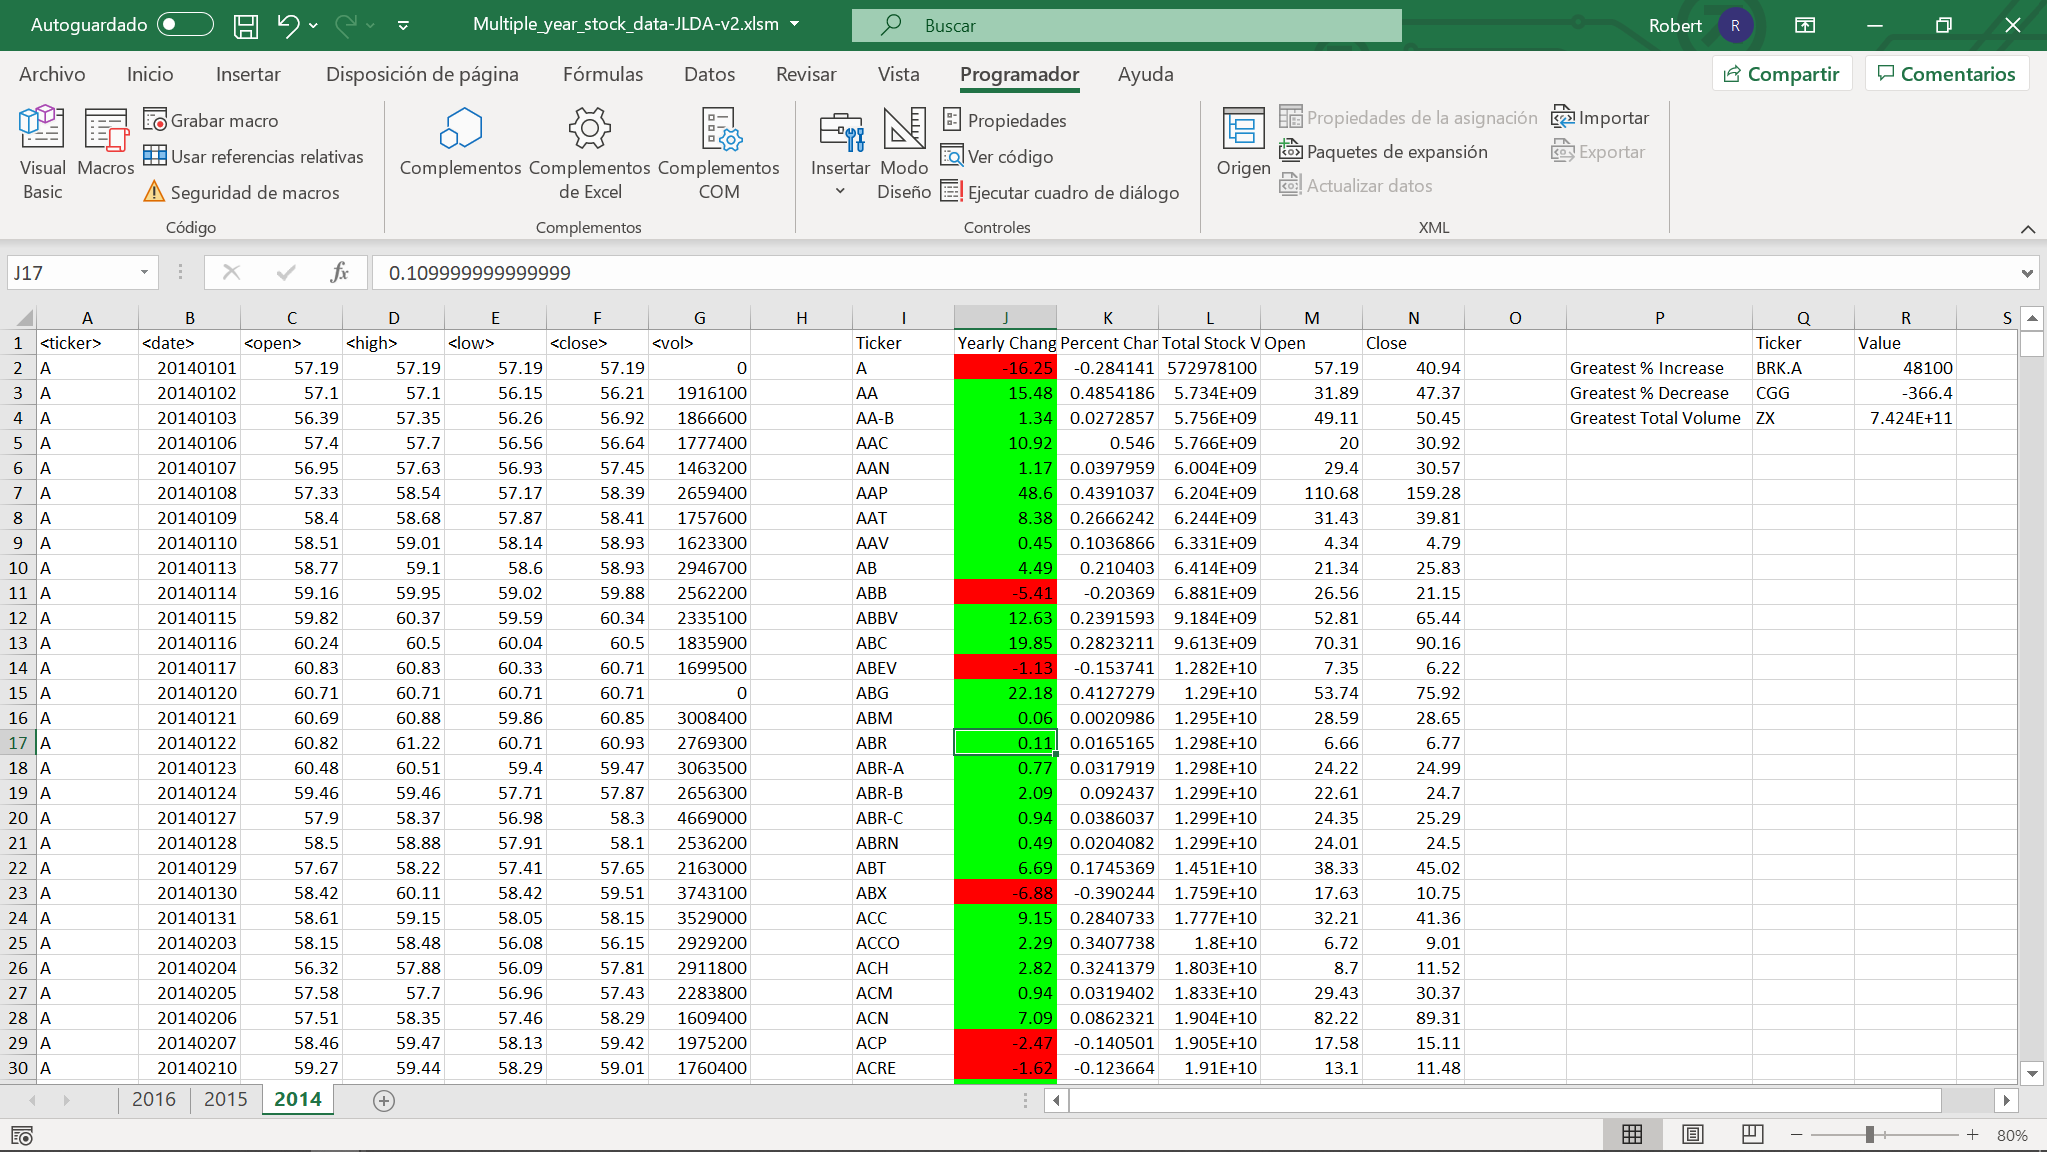 Autoguardado Multiple_year_stock_data-JLDA-v2.xlsm Buscar Robert R
Archivo Inicio Insertar Disposición de página Fórmulas Datos Revisar Vista Programador Ayuda Compartir Comentarios
Visual Basic Macros Grabar macro Usar referencias relativas Seguridad de macros Código
Complementos Complementos de Excel Complementos COM Complementos
Insertar Modo Diseño Propiedades Ver código Ejecutar cuadro de diálogo Controles
Origen Propiedades de la asignación Paquetes de expansión Actualizar datos Importar Exportar XML
J17 fx 0.109999999999999
A B C D E F G H I J K L M N O P Q R S
1 <ticker> <date> <open> <high> <low> <close> <vol> Ticker Yearly Chang Percent Char Total Stock V Open Close Ticker Value
2 A 20140101 57.19 57.19 57.19 57.19 0 A -16.25 -0.284141 572978100 57.19 40.94 Greatest % Increase BRK.A 48100
3 A 20140102 57.1 57.1 56.15 56.21 1916100 AA 15.48 0.4854186 5.734E+09 31.89 47.37 Greatest % Decrease CGG -366.4
4 A 20140103 56.39 57.35 56.26 56.92 1866600 AA-B 1.34 0.0272857 5.756E+09 49.11 50.45 Greatest Total Volume ZX 7.424E+11
5 A 20140106 57.4 57.7 56.56 56.64 1777400 AAC 10.92 0.546 5.766E+09 20 30.92
6 A 20140107 56.95 57.63 56.93 57.45 1463200 AAN 1.17 0.0397959 6.004E+09 29.4 30.57
7 A 20140108 57.33 58.54 57.17 58.39 2659400 AAP 48.6 0.4391037 6.204E+09 110.68 159.28
8 A 20140109 58.4 58.68 57.87 58.41 1757600 AAT 8.38 0.2666242 6.244E+09 31.43 39.81
9 A 20140110 58.51 59.01 58.14 58.93 1623300 AAV 0.45 0.1036866 6.331E+09 4.34 4.79
10 A 20140113 58.77 59.1 58.6 58.93 2946700 AB 4.49 0.210403 6.414E+09 21.34 25.83
11 A 20140114 59.16 59.95 59.02 59.88 2562200 ABB -5.41 -0.20369 6.881E+09 26.56 21.15
12 A 20140115 59.82 60.37 59.59 60.34 2335100 ABBV 12.63 0.2391593 9.184E+09 52.81 65.44
13 A 20140116 60.24 60.5 60.04 60.5 1835900 ABC 19.85 0.2823211 9.613E+09 70.31 90.16
14 A 20140117 60.83 60.83 60.33 60.71 1699500 ABEV -1.13 -0.153741 1.282E+10 7.35 6.22
15 A 20140120 60.71 60.71 60.71 60.71 0 ABG 22.18 0.4127279 1.29E+10 53.74 75.92
16 A 20140121 60.69 60.88 59.86 60.85 3008400 ABM 0.06 0.0020986 1.295E+10 28.59 28.65
17 A 20140122 60.82 61.22 60.71 60.93 2769300 ABR 0.11 0.0165165 1.298E+10 6.66 6.77
18 A 20140123 60.48 60.51 59.4 59.47 3063500 ABR-A 0.77 0.0317919 1.298E+10 24.22 24.99
19 A 20140124 59.46 59.46 57.71 57.87 2656300 ABR-B 2.09 0.092437 1.299E+10 22.61 24.7
20 A 20140127 57.9 58.37 56.98 58.3 4669000 ABR-C 0.94 0.0386037 1.299E+10 24.35 25.29
21 A 20140128 58.5 58.88 57.91 58.1 2536200 ABRN 0.49 0.0204082 1.299E+10 24.01 24.5
22 A 20140129 57.67 58.22 57.41 57.65 2163000 ABT 6.69 0.1745369 1.451E+10 38.33 45.02
23 A 20140130 58.42 60.11 58.42 59.51 3743100 ABX -6.88 -0.390244 1.759E+10 17.63 10.75
24 A 20140131 58.61 59.15 58.05 58.15 3529000 ACC 9.15 0.2840733 1.777E+10 32.21 41.36
25 A 20140203 58.15 58.48 56.08 56.15 2929200 ACCO 2.29 0.3407738 1.8E+10 6.72 9.01
26 A 20140204 56.32 57.88 56.09 57.81 2911800 ACH 2.82 0.3241379 1.803E+10 8.7 11.52
27 A 20140205 57.58 57.7 56.96 57.43 2283800 ACM 0.94 0.0319402 1.833E+10 29.43 30.37
28 A 20140206 57.51 58.35 57.46 58.29 1609400 ACN 7.09 0.0862321 1.904E+10 82.22 89.31
29 A 20140207 58.46 59.47 58.13 59.42 1975200 ACP -2.47 -0.140501 1.905E+10 17.58 15.11
30 A 20140210 59.27 59.44 58.29 59.01 1760400 ACRE -1.62 -0.123664 1.91E+10 13.1 11.48
2016 2015 2014
80%